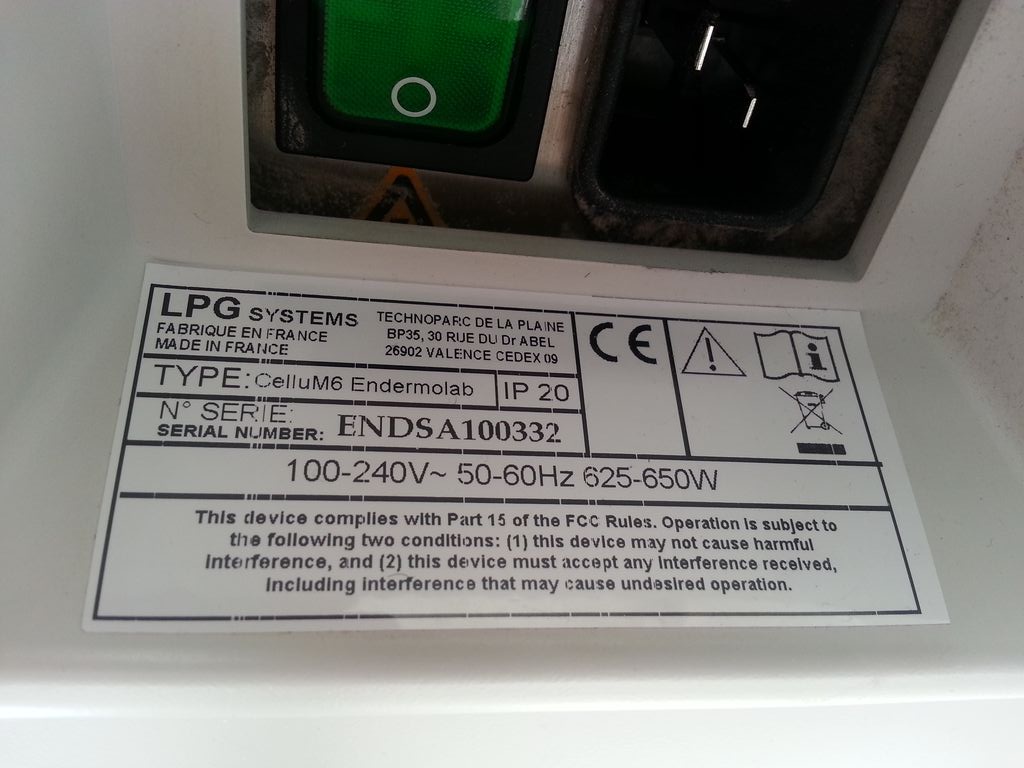 LPG SYSTEMS
FABRIQUE EN FRANCE
MADE IN FRANCE
TECHNOPARC DE LA PLAINE
BP35, 30 RUE DU Dr ABEL
26902 VALENCE CEDEX 09
CE
TYPE: CelluM6 Endermolab
IP 20
N° SERIE:
SERIAL NUMBER: ENDSA100332
100-240V~ 50-60Hz 625-650W
This device complies with Part 15 of the FCC Rules. Operation is subject to
the following two conditions: (1) this device may not cause harmful
interference, and (2) this device must accept any interference received,
including interference that may cause undesired operation.